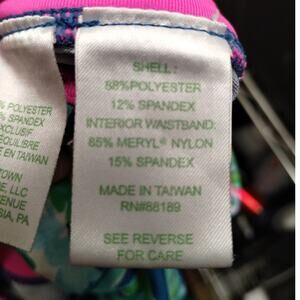 % POLYESTER
% SPANDEX
EXCLUSIF
ÉQUILIBRE
E EN TAIWAN
TOWN
E, LLC
VENUE
IA, PA
SHELL:
88%POLYESTER
12% SPANDEX
INTERIOR WAISTBAND:
85% MERYL® NYLON
15% SPANDEX
MADE IN TAIWAN
RN#88189
SEE REVERSE
FOR CARE